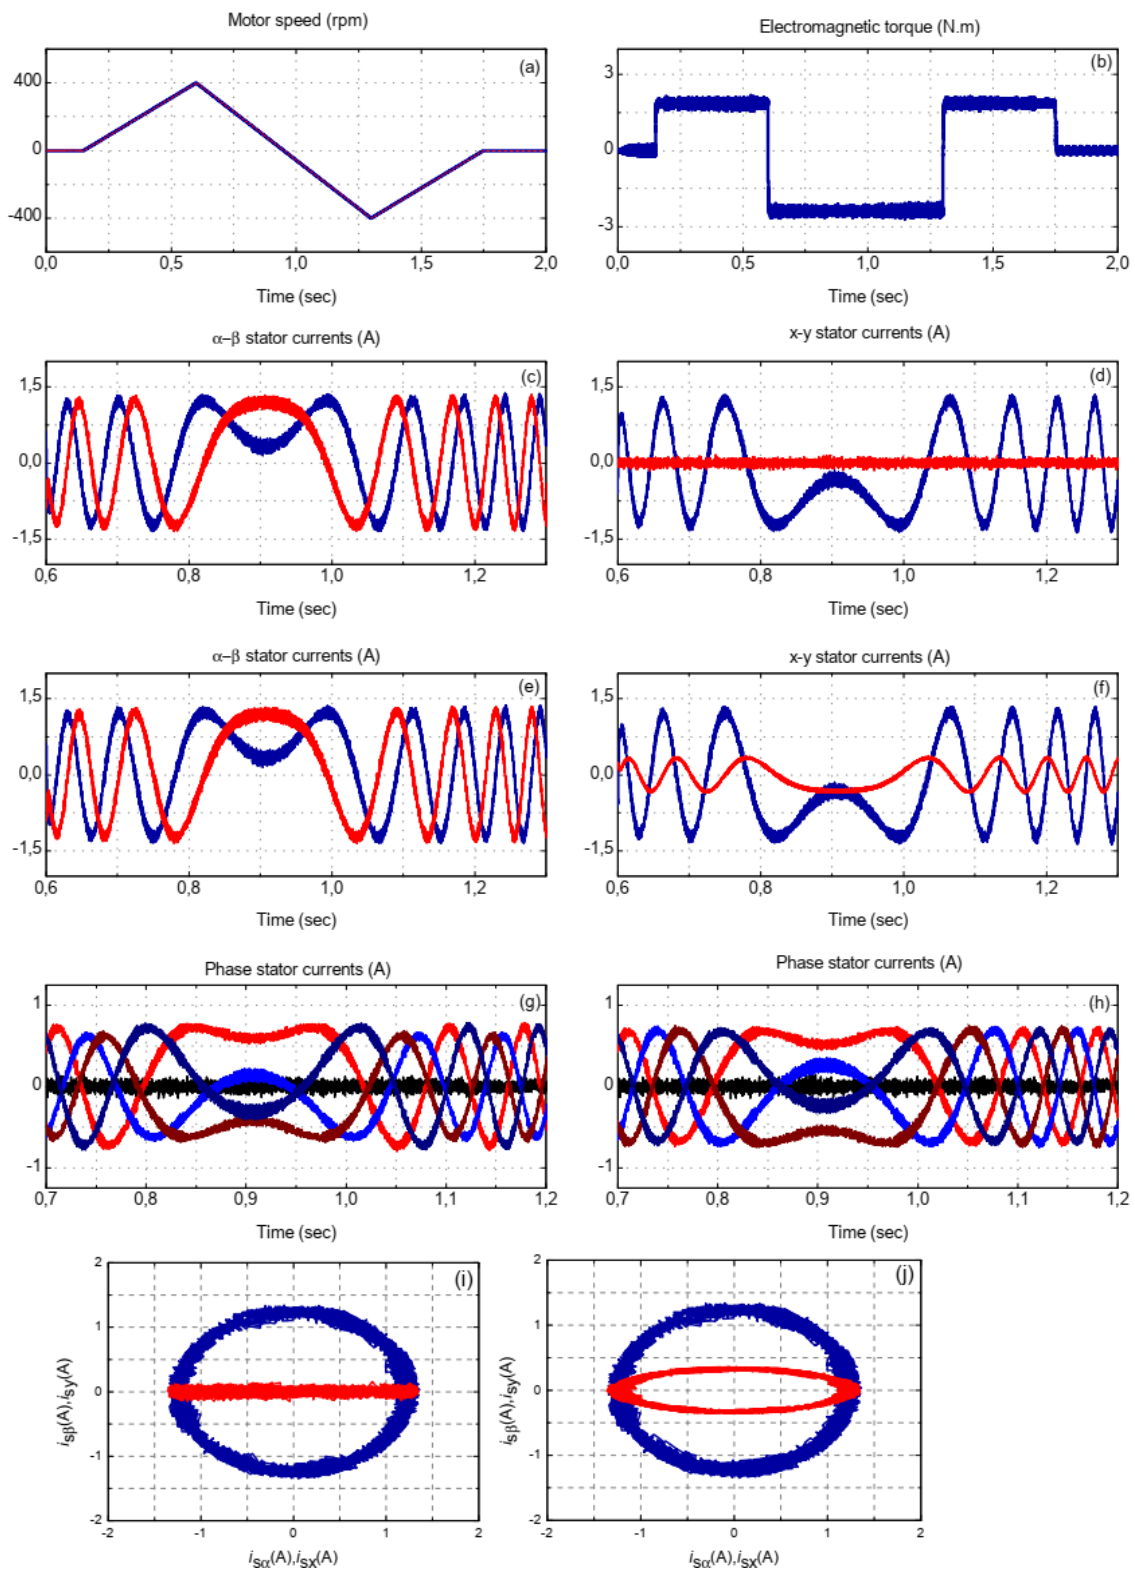 Motor speed (rpm)
(a)
400
0
-400
0,0 0,5 1,0 1,5 2,0
Time (sec)
Electromagnetic torque (N.m)
(b)
3
0
-3
0,0 0,5 1,0 1,5 2,0
Time (sec)
α–β stator currents (A)
(c)
1,5
0,0
-1,5
0,6 0,8 1,0 1,2
Time (sec)
x-y stator currents (A)
(d)
1,5
0,0
-1,5
0,6 0,8 1,0 1,2
Time (sec)
α–β stator currents (A)
(e)
1,5
0,0
-1,5
0,6 0,8 1,0 1,2
Time (sec)
x-y stator currents (A)
(f)
1,5
0,0
-1,5
0,6 0,8 1,0 1,2
Time (sec)
Phase stator currents (A)
(g)
1
0
-1
0,7 0,8 0,9 1,0 1,1 1,2
Time (sec)
Phase stator currents (A)
(h)
1
0
-1
0,7 0,8 0,9 1,0 1,1 1,2
Time (sec)
(i)
2
1
0
-1
-2
isβ(A),isy(A)
-2 -1 0 1 2
isα(A),isx(A)
(j)
2
1
0
-1
-2
isβ(A),isy(A)
-2 -1 0 1 2
isα(A),isx(A)